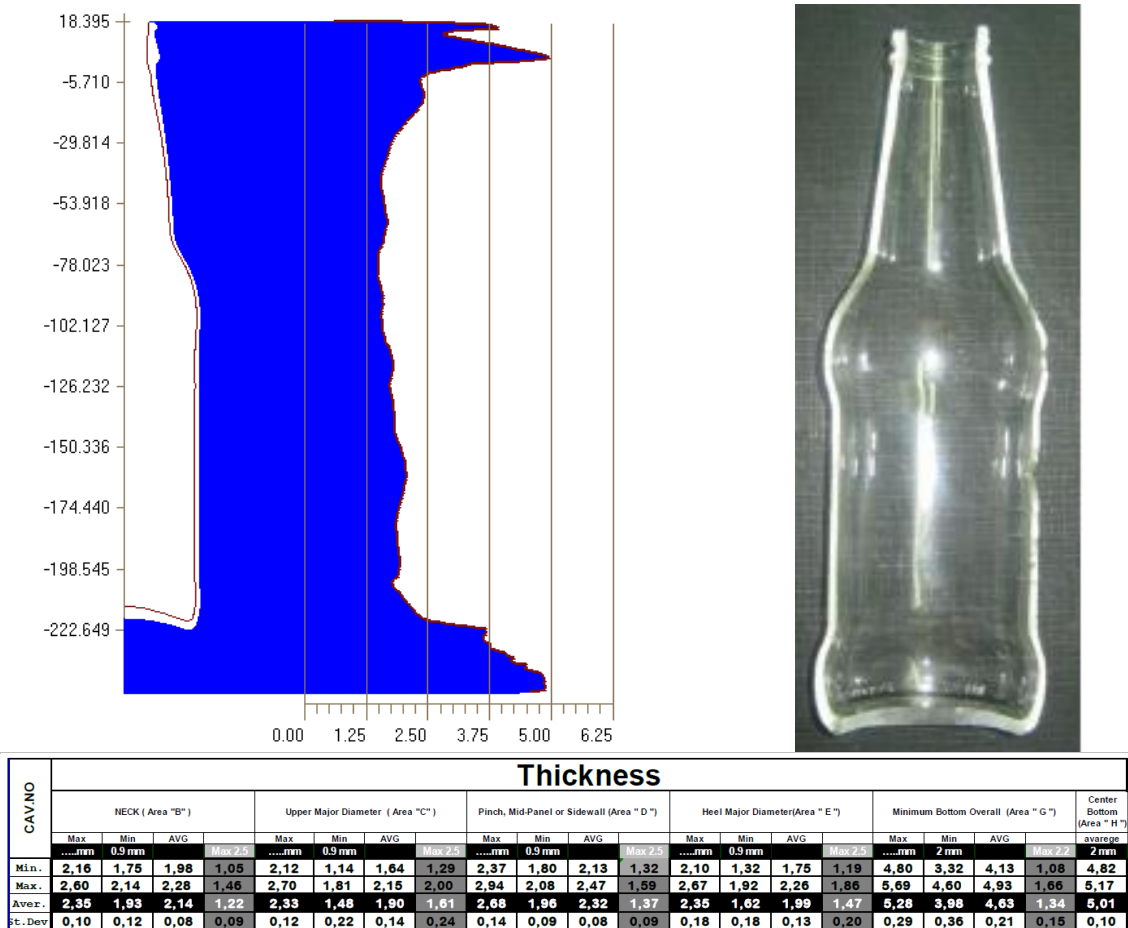 18.395
-5.710
-29.814
-53.918
-78.023
-102.127
-126.232
-150.336
-174.440
-198.545
-222.649
0.00 1.25 2.50 3.75 5.00 6.25
CAV.NO
Thickness
NECK ( Area "B" ) Upper Major Diameter ( Area "C" ) Pinch, Mid-Panel or Sidewall (Area " D ") Heel Major Diameter(Area " E ") Minimum Bottom Overall (Area " G ") Center Bottom (Area " H ")
Max Min AVG Max Min AVG Max Min AVG Max Min AVG Max Min AVG avarege
.....mm 0.9 mm Max 2.5 .....mm 0.9 mm Max 2.5 .....mm 0.9 mm Max 2.5 .....mm 0.9 mm Max 2.5 .....mm 2 mm Max 2.2 2 mm
Min. 2,16 1,75 1,98 1,05 2,12 1,14 1,64 1,29 2,37 1,80 2,13 1,32 2,10 1,32 1,75 1,19 4,80 3,32 4,13 1,08 4,82
Max. 2,60 2,14 2,28 1,46 2,70 1,81 2,15 2,00 2,94 2,08 2,47 1,59 2,67 1,92 2,26 1,86 5,69 4,60 4,93 1,66 5,17
Aver. 2,35 1,93 2,14 1,22 2,33 1,48 1,90 1,61 2,68 1,96 2,32 1,37 2,35 1,62 1,99 1,47 5,28 3,98 4,63 1,34 5,01
St.Dev 0,10 0,12 0,08 0,09 0,12 0,22 0,14 0,24 0,14 0,09 0,08 0,09 0,18 0,18 0,13 0,20 0,29 0,36 0,21 0,15 0,10